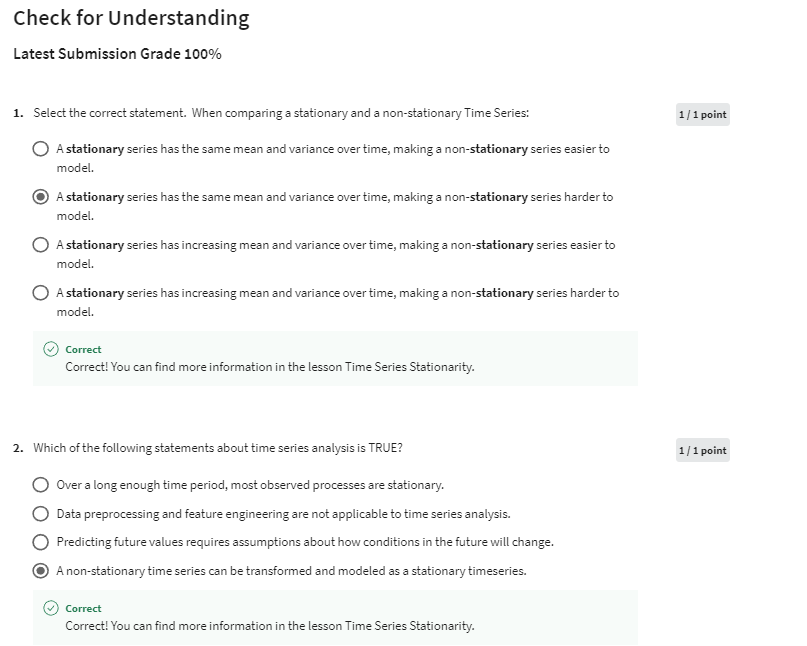 Check for Understanding
Latest Submission Grade 100%
1. Select the correct statement. When comparing a stationary and a non-stationary Time Series:
1 / 1 point
A stationary series has the same mean and variance over time, making a non-stationary series easier to
model.
A stationary series has the same mean and variance over time, making a non-stationary series harder to
model.
A stationary series has increasing mean and variance over time, making a non-stationary series easier to
model.
A stationary series has increasing mean and variance over time, making a non-stationary series harder to
model.
Correct
Correct! You can find more information in the lesson Time Series Stationarity.
2. Which of the following statements about time series analysis is TRUE?
1 / 1 point
Over a long enough time period, most observed processes are stationary.
Data preprocessing and feature engineering are not applicable to time series analysis.
Predicting future values requires assumptions about how conditions in the future will change.
A non-stationary time series can be transformed and modeled as a stationary timeseries.
Correct
Correct! You can find more information in the lesson Time Series Stationarity.